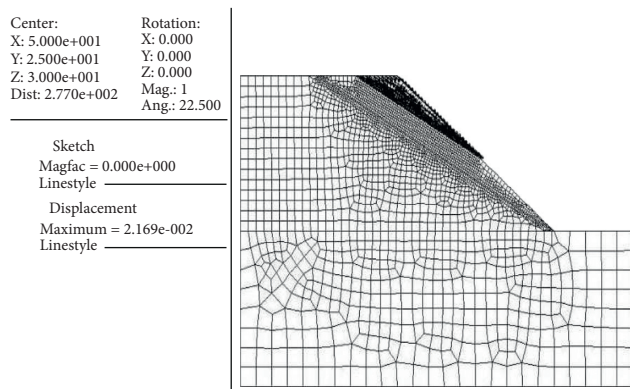 Center:
X: 5.000e+001
Y: 2.500e+001
Z: 3.000e+001
Dist: 2.770e+002
Rotation:
X: 0.000
Y: 0.000
Z: 0.000
Mag.: 1
Ang.: 22.500
Sketch
Magfac = 0.000e+000
Linestyle
Displacement
Maximum = 2.169e-002
Linestyle